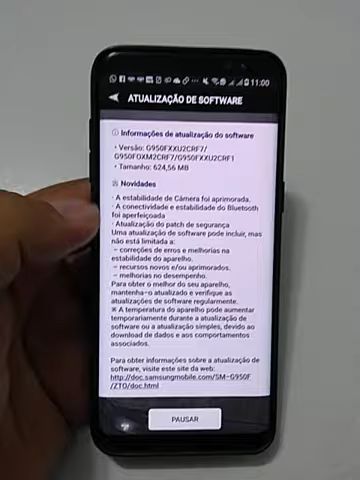 11:00
ATUALIZAÇÃO DE SOFTWARE
Informações de atualização do software
• Versão: G950FXXU2CRF7/
G950FOXM2CRF7/G950FXXU2CRF1
• Tamanho: 624,56 MB
Novidades
· A estabilidade de Câmera foi aprimorada.
· A conectividade e estabilidade do Bluetooth
foi aperfeiçoada
· Atualização do patch de segurança
Uma atualização de software pode incluir, mas
não está limitada a:
– correções de erros e melhorias na
estabilidade do aparelho.
– recursos novos e/ou aprimorados.
– melhorias no desempenho.
Para obter o melhor do seu aparelho,
mantenha-o atualizado e verifique as
atualizações de software regularmente.
※ A temperatura do aparelho pode aumentar
temporariamente durante a atualização de
software ou a atualização simples, devido ao
download de dados e aos comportamentos
associados.
Para obter informações sobre a atualização de
software, visite este site da web:
http://doc.samsungmobile.com/SM-G950F
/ZTO/doc.html
PAUSAR